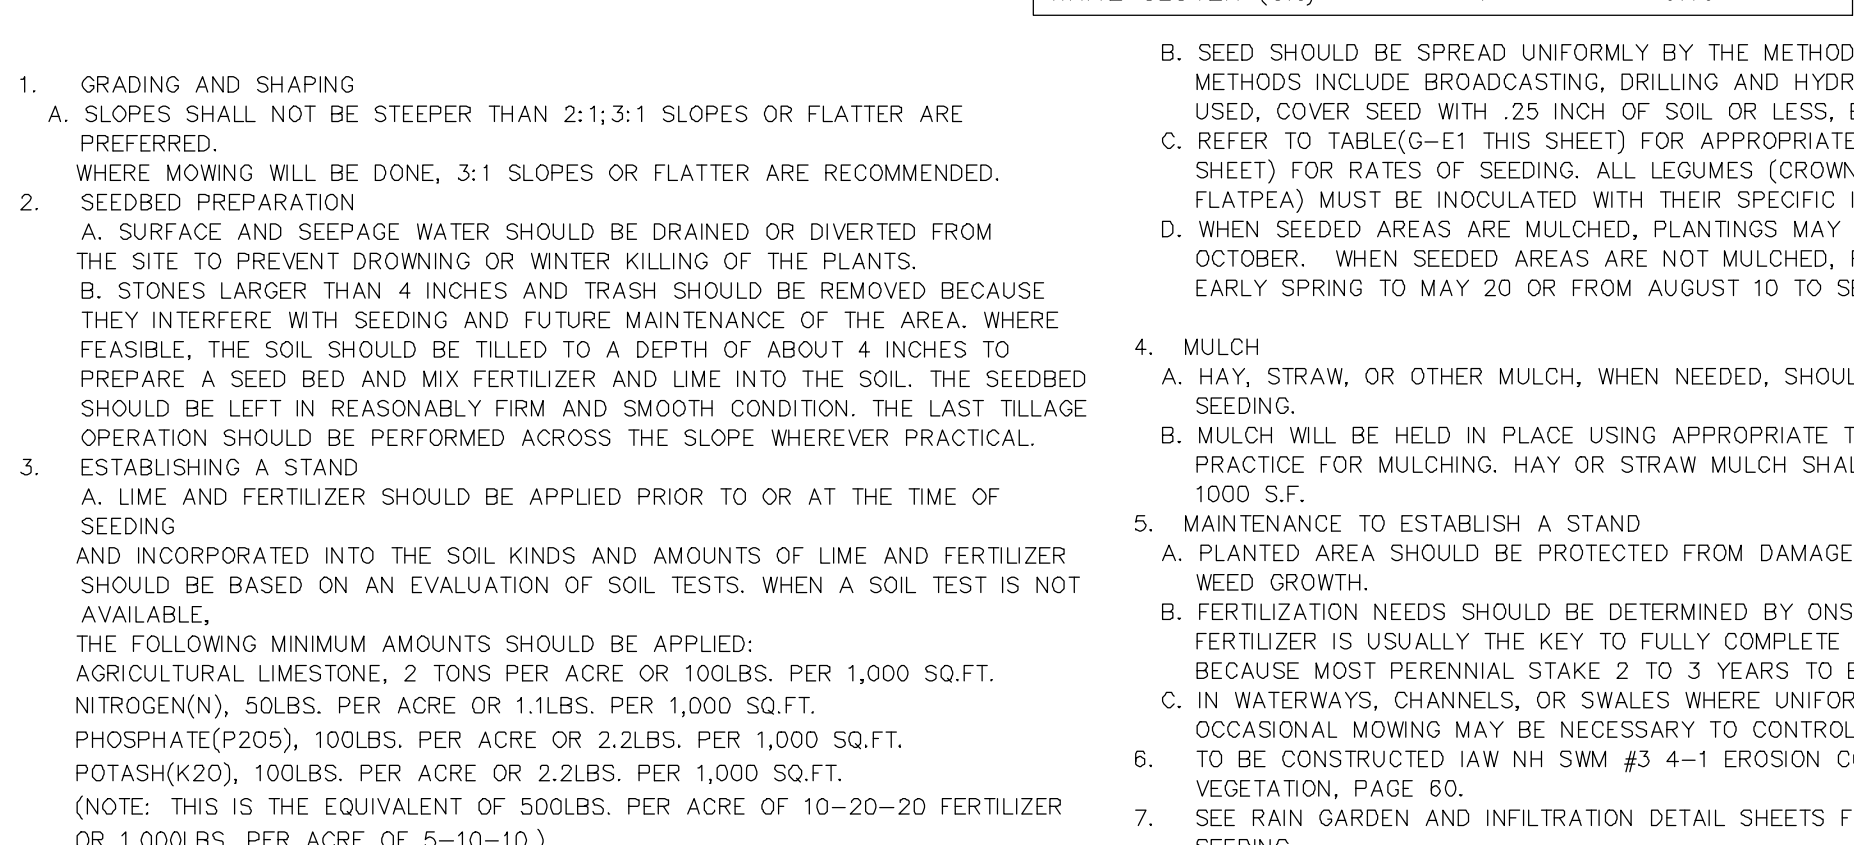 1. GRADING AND SHAPING
A. SLOPES SHALL NOT BE STEEPER THAN 2:1;3:1 SLOPES OR FLATTER ARE
PREFERRED.
WHERE MOWING WILL BE DONE, 3:1 SLOPES OR FLATTER ARE RECOMMENDED.
2. SEEDBED PREPARATION
A. SURFACE AND SEEPAGE WATER SHOULD BE DRAINED OR DIVERTED FROM
THE SITE TO PREVENT DROWNING OR WINTER KILLING OF THE PLANTS.
B. STONES LARGER THAN 4 INCHES AND TRASH SHOULD BE REMOVED BECAUSE
THEY INTERFERE WITH SEEDING AND FUTURE MAINTENANCE OF THE AREA. WHERE
FEASIBLE, THE SOIL SHOULD BE TILLED TO A DEPTH OF ABOUT 4 INCHES TO
PREPARE A SEED BED AND MIX FERTILIZER AND LIME INTO THE SOIL. THE SEEDBED
SHOULD BE LEFT IN REASONABLY FIRM AND SMOOTH CONDITION. THE LAST TILLAGE
OPERATION SHOULD BE PERFORMED ACROSS THE SLOPE WHEREVER PRACTICAL.
3. ESTABLISHING A STAND
A. LIME AND FERTILIZER SHOULD BE APPLIED PRIOR TO OR AT THE TIME OF
SEEDING
AND INCORPORATED INTO THE SOIL KINDS AND AMOUNTS OF LIME AND FERTILIZER
SHOULD BE BASED ON AN EVALUATION OF SOIL TESTS. WHEN A SOIL TEST IS NOT
AVAILABLE,
THE FOLLOWING MINIMUM AMOUNTS SHOULD BE APPLIED:
AGRICULTURAL LIMESTONE, 2 TONS PER ACRE OR 100LBS. PER 1,000 SQ.FT.
NITROGEN(N), 50LBS. PER ACRE OR 1.1LBS. PER 1,000 SQ.FT.
PHOSPHATE(P2O5), 100LBS. PER ACRE OR 2.2LBS. PER 1,000 SQ.FT.
POTASH(K2O), 100LBS. PER ACRE OR 2.2LBS. PER 1,000 SQ.FT.
(NOTE: THIS IS THE EQUIVALENT OF 500LBS. PER ACRE OF 10-20-20 FERTILIZER
OR 1,000LBS. PER ACRE OF 5-10-10.)
B. SEED SHOULD BE SPREAD UNIFORMLY BY THE METHOD
METHODS INCLUDE BROADCASTING, DRILLING AND HYDR
USED, COVER SEED WITH .25 INCH OF SOIL OR LESS,
C. REFER TO TABLE(G-E1 THIS SHEET) FOR APPROPRIATE
SHEET) FOR RATES OF SEEDING. ALL LEGUMES (CROWN
FLATPEA) MUST BE INOCULATED WITH THEIR SPECIFIC
D. WHEN SEEDED AREAS ARE MULCHED, PLANTINGS MAY
OCTOBER. WHEN SEEDED AREAS ARE NOT MULCHED,
EARLY SPRING TO MAY 20 OR FROM AUGUST 10 TO SE
4. MULCH
A. HAY, STRAW, OR OTHER MULCH, WHEN NEEDED, SHOUL
SEEDING.
B. MULCH WILL BE HELD IN PLACE USING APPROPRIATE T
PRACTICE FOR MULCHING. HAY OR STRAW MULCH SHAL
1000 S.F.
5. MAINTENANCE TO ESTABLISH A STAND
A. PLANTED AREA SHOULD BE PROTECTED FROM DAMAGE
WEED GROWTH.
B. FERTILIZATION NEEDS SHOULD BE DETERMINED BY ONS
FERTILIZER IS USUALLY THE KEY TO FULLY COMPLETE
BECAUSE MOST PERENNIAL STAKE 2 TO 3 YEARS TO
C. IN WATERWAYS, CHANNELS, OR SWALES WHERE UNIFOR
OCCASIONAL MOWING MAY BE NECESSARY TO CONTROL
6. TO BE CONSTRUCTED IAW NH SWM #3 4-1 EROSION CO
VEGETATION, PAGE 60.
7. SEE RAIN GARDEN AND INFILTRATION DETAIL SHEETS F
SEEDING